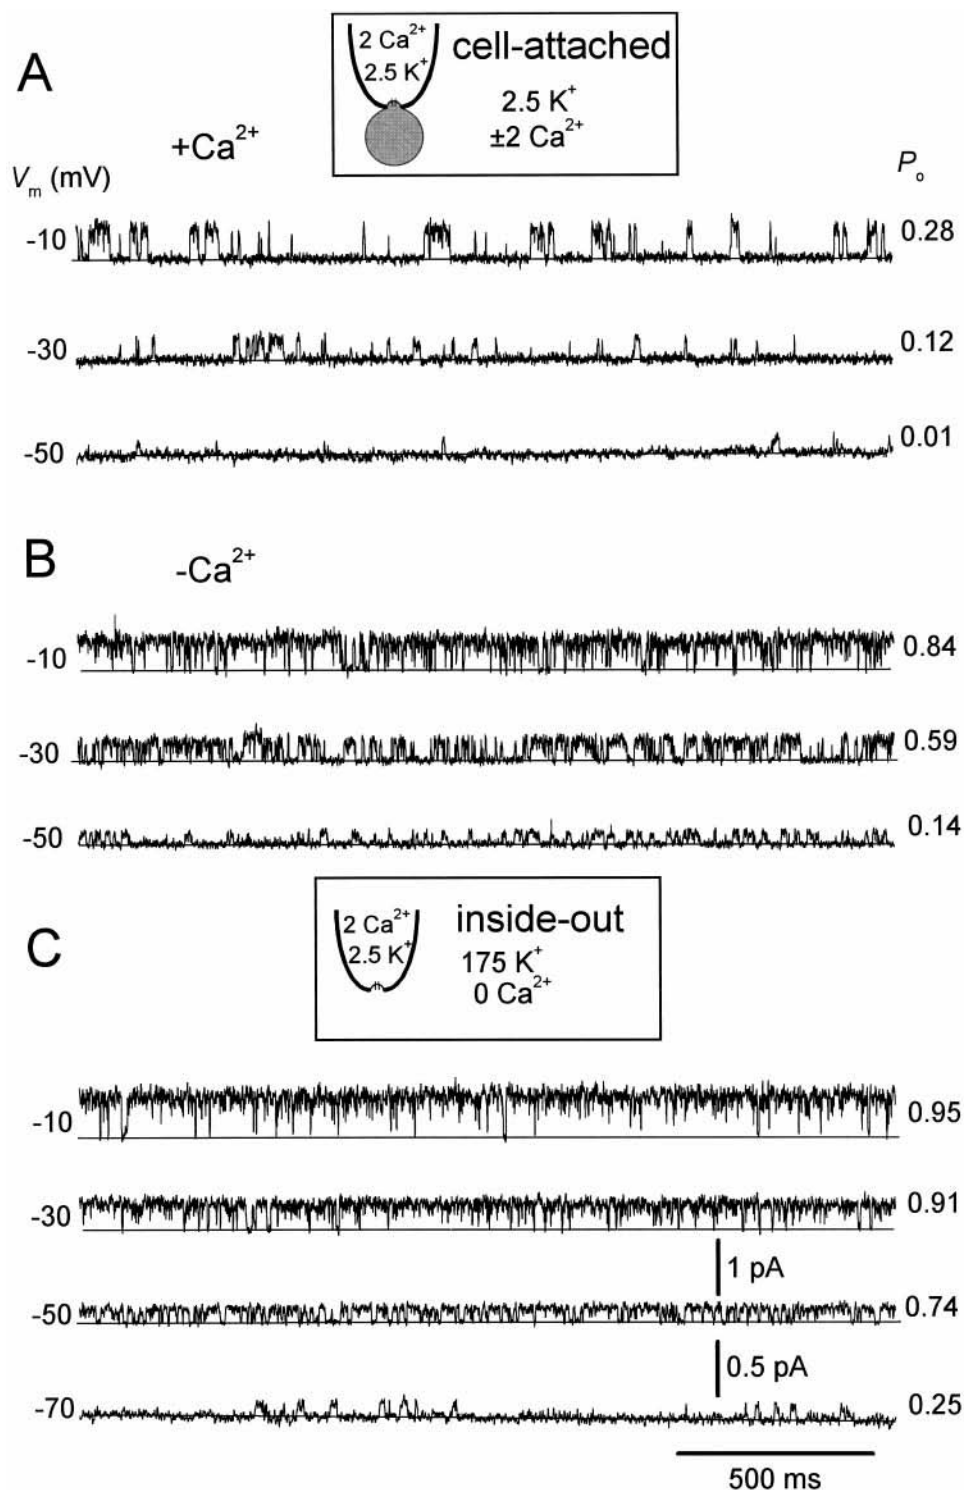 A
2 Ca2+
2.5 K+
cell-attached
2.5 K+
±2 Ca2+
+Ca2+
Vm (mV)
Po
-10
0.28
-30
0.12
-50
0.01
B
-Ca2+
-10
0.84
-30
0.59
-50
0.14
C
2 Ca2+
2.5 K+
inside-out
175 K+
0 Ca2+
-10
0.95
-30
0.91
1 pA
-50
0.74
0.5 pA
-70
0.25
500 ms